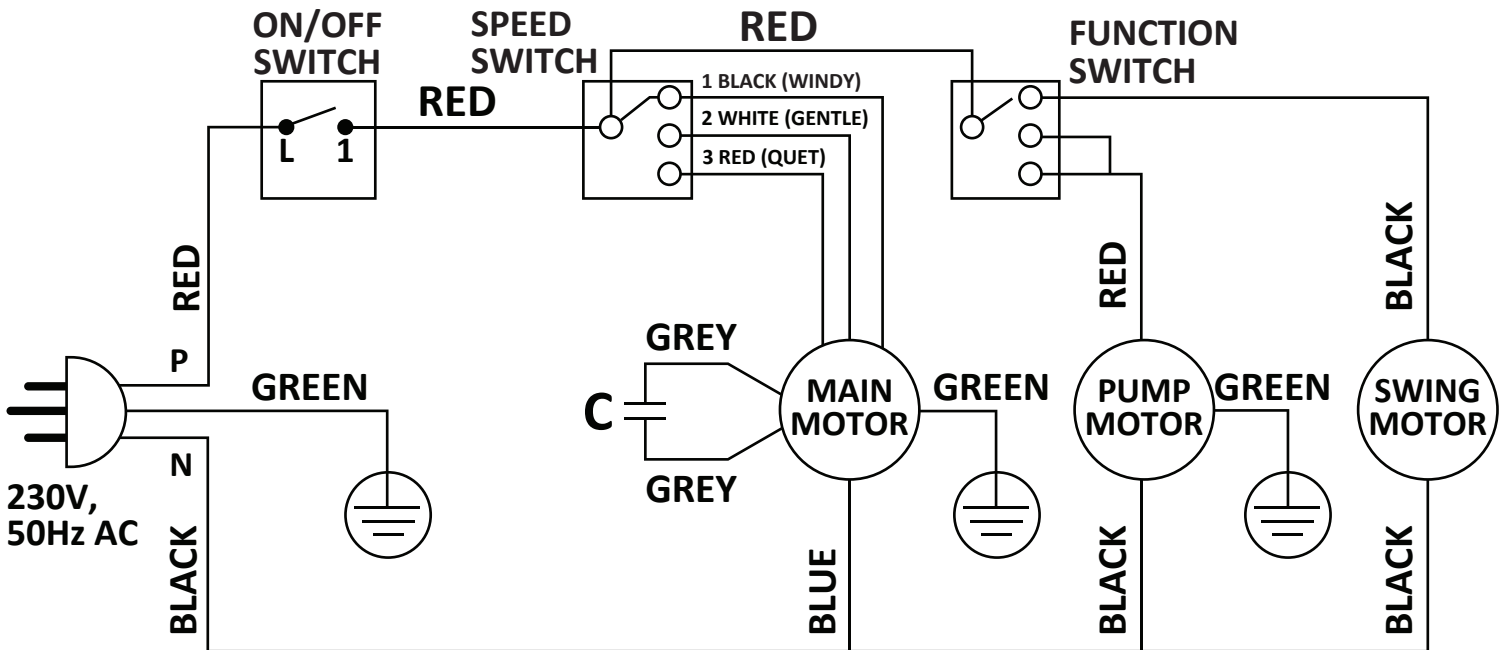 ON/OFF
SWITCH
SPEED
SWITCH
RED
FUNCTION
SWITCH
RED
1 BLACK (WINDY)
2 WHITE (GENTLE)
3 RED (QUET)
L 1
RED
RED
BLACK
P
GREEN
GREY
C
GREY
MAIN
MOTOR
GREEN
PUMP
MOTOR
GREEN
SWING
MOTOR
N
230V,
50Hz AC
BLACK
BLUE
BLACK
BLACK